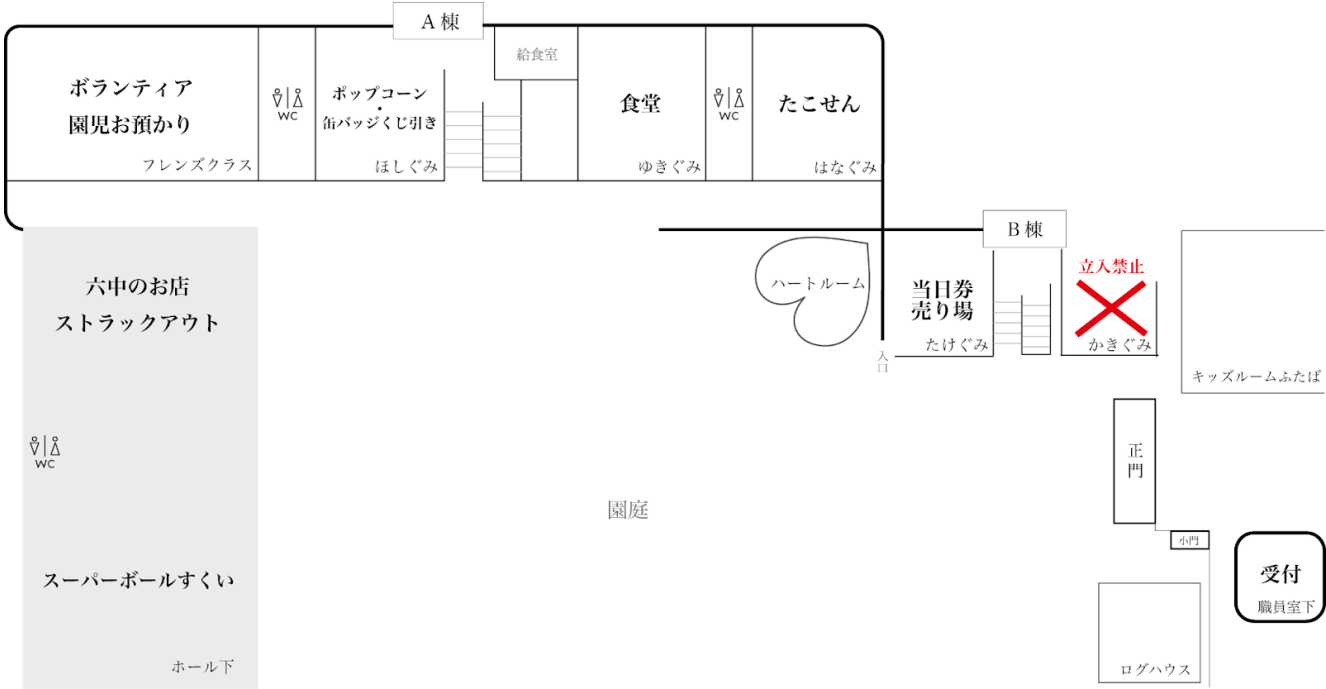 A棟
ボランティア
園児お預かり
フレンズクラス
WC
ポップコーン
・
缶バッジくじ引き
ほしぐみ
給食室
食堂
ゆきぐみ
WC
たこせん
はなぐみ
B棟
六中のお店
ストラックアウト
ハートルーム
当日券
売り場
たけぐみ
立入禁止
かきぐみ
入口
キッズルームふたば
WC
正門
園庭
小門
スーパーボールすくい
受付
職員室下
ホール下
ログハウス